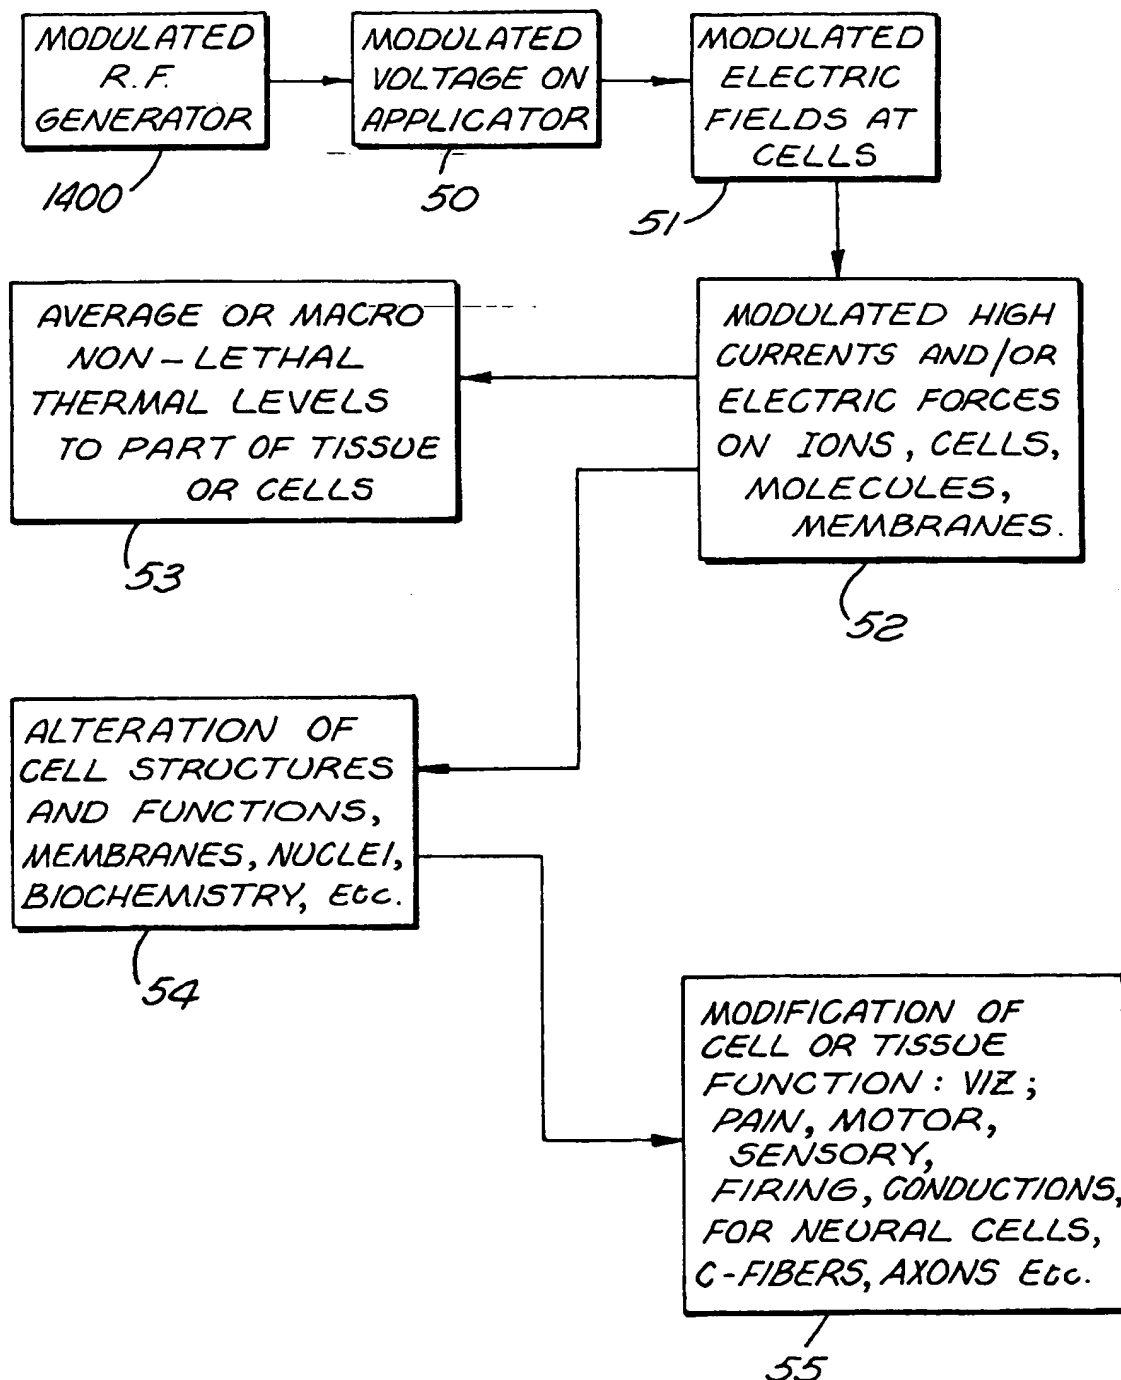 MODULATED
R.F.
GENERATOR
1400
MODULATED
VOLTAGE ON
APPLICATOR
50
MODULATED
ELECTRIC
FIELDS AT
CELLS
51
MODULATED HIGH
CURRENTS AND/OR
ELECTRIC FORCES
ON IONS, CELLS,
MOLECULES,
MEMBRANES.
52
AVERAGE OR MACRO
NON-LETHAL
THERMAL LEVELS
TO PART OF TISSUE
OR CELLS
53
ALTERATION OF
CELL STRUCTURES
AND FUNCTIONS,
MEMBRANES, NUCLEI,
BIOCHEMISTRY, Etc.
54
MODIFICATION OF
CELL OR TISSUE
FUNCTION: VIZ;
PAIN, MOTOR,
SENSORY,
FIRING, CONDUCTIONS,
FOR NEURAL CELLS,
C-FIBERS, AXONS Etc.
55